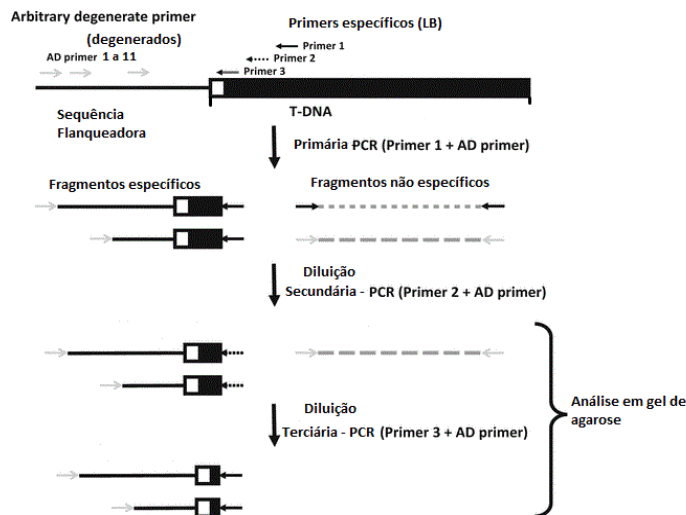 Arbitrary degenerate primer
(degenerados)
AD primer 1 a 11
Primers específicos (LB)
Primer 1
Primer 2
Primer 3
Sequência
Flanqueadora
T-DNA
Primária PCR (Primer 1 + AD primer)
Fragmentos específicos
Fragmentos não específicos
Diluição
Secundária - PCR (Primer 2 + AD primer)
Diluição
Terciária - PCR (Primer 3 + AD primer)
Análise em gel de
agarose